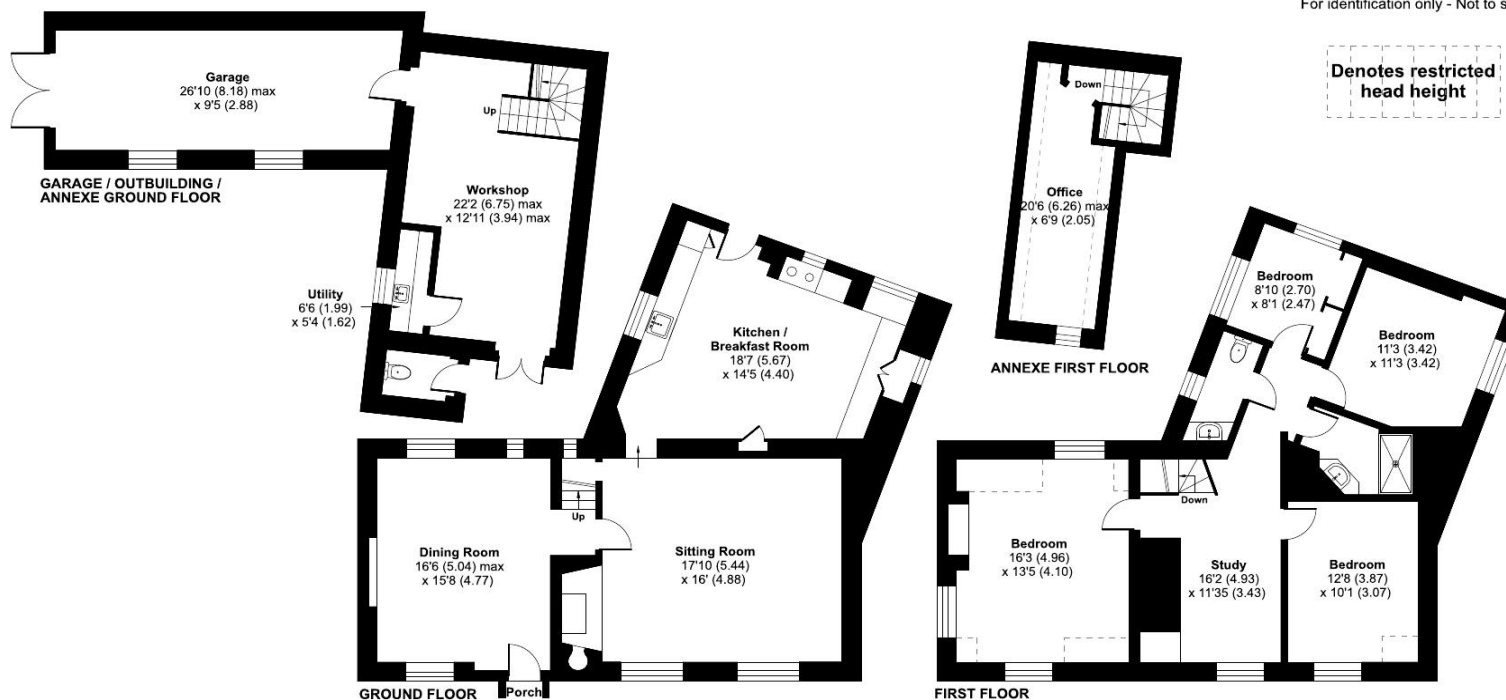 For identification only - Not to s
Denotes restricted
head height
Garage
26'10 (8.18) max
x 9'5 (2.88)
GARAGE / OUTBUILDING /
ANNEXE GROUND FLOOR
Up
Workshop
22'2 (6.75) max
x 12'11 (3.94) max
Utility
6'6 (1.99)
x 5'4 (1.62)
Kitchen /
Breakfast Room
18'7 (5.67)
x 14'5 (4.40)
Down
Office
20'6 (6.26) max
x 6'9 (2.05)
ANNEXE FIRST FLOOR
Bedroom
8'10 (2.70)
x 8'1 (2.47)
Bedroom
11'3 (3.42)
x 11'3 (3.42)
Up
Dining Room
16'6 (5.04) max
x 15'8 (4.77)
Sitting Room
17'10 (5.44)
x 16' (4.88)
Porch
GROUND FLOOR
Down
Bedroom
16'3 (4.96)
x 13'5 (4.10)
Study
16'2 (4.93)
x 11'35 (3.43)
Bedroom
12'8 (3.87)
x 10'1 (3.07)
FIRST FLOOR